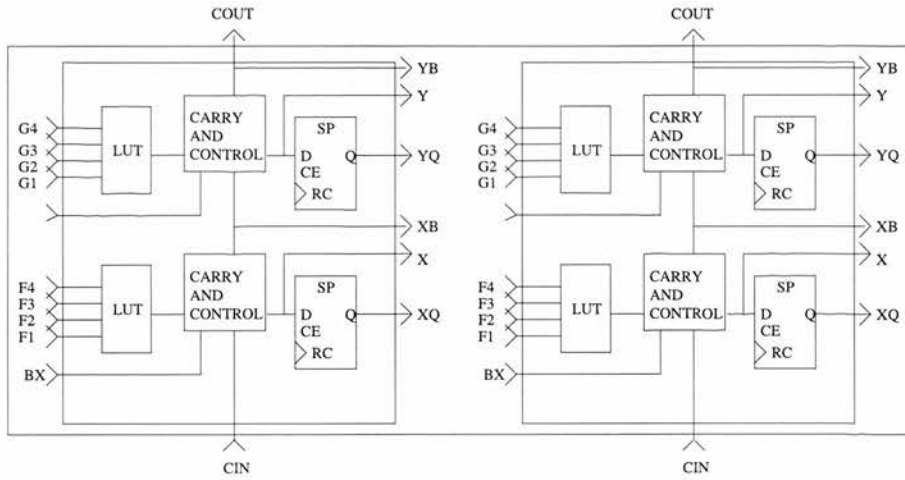 COUT
YB
Y
G4
G3
G2
G1
LUT
CARRY
AND
CONTROL
SP
D
Q
CE
RC
YQ
XB
X
F4
F3
F2
F1
LUT
CARRY
AND
CONTROL
SP
D
Q
CE
RC
XQ
BX
CIN
COUT
YB
Y
G4
G3
G2
G1
LUT
CARRY
AND
CONTROL
SP
D
Q
CE
RC
YQ
XB
X
F4
F3
F2
F1
LUT
CARRY
AND
CONTROL
SP
D
Q
CE
RC
XQ
BX
CIN